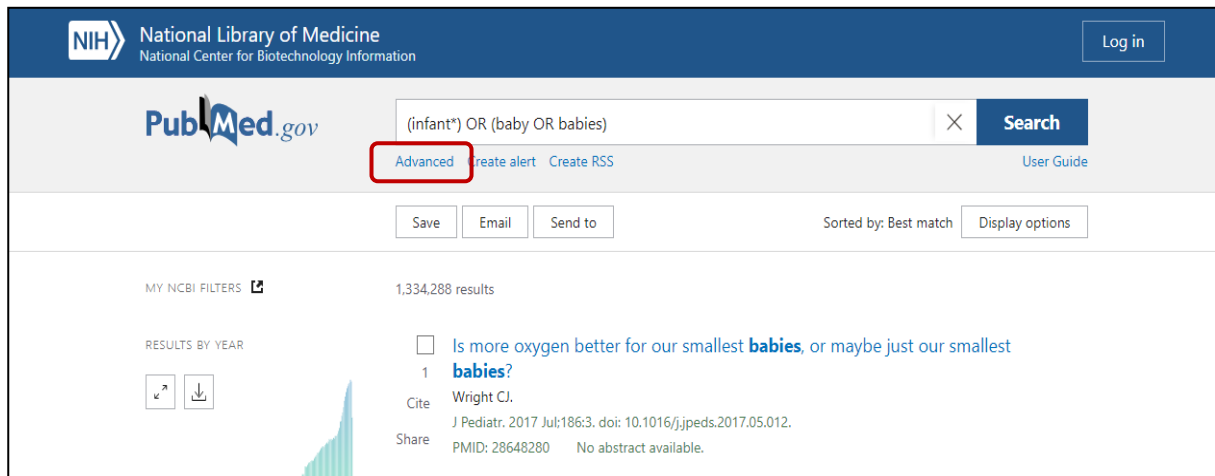 NIH National Library of Medicine
National Center for Biotechnology Information
Log in
PubMed.gov
(infant*) OR (baby OR babies)
Search
Advanced Create alert Create RSS User Guide
Save Email Send to Sorted by: Best match Display options
MY NCBI FILTERS
1,334,288 results
RESULTS BY YEAR
Is more oxygen better for our smallest babies, or maybe just our smallest
1 babies?
Cite Wright CJ.
J Pediatr. 2017 Jul;186:3. doi: 10.1016/j.jpeds.2017.05.012.
Share PMID: 28648280 No abstract available.